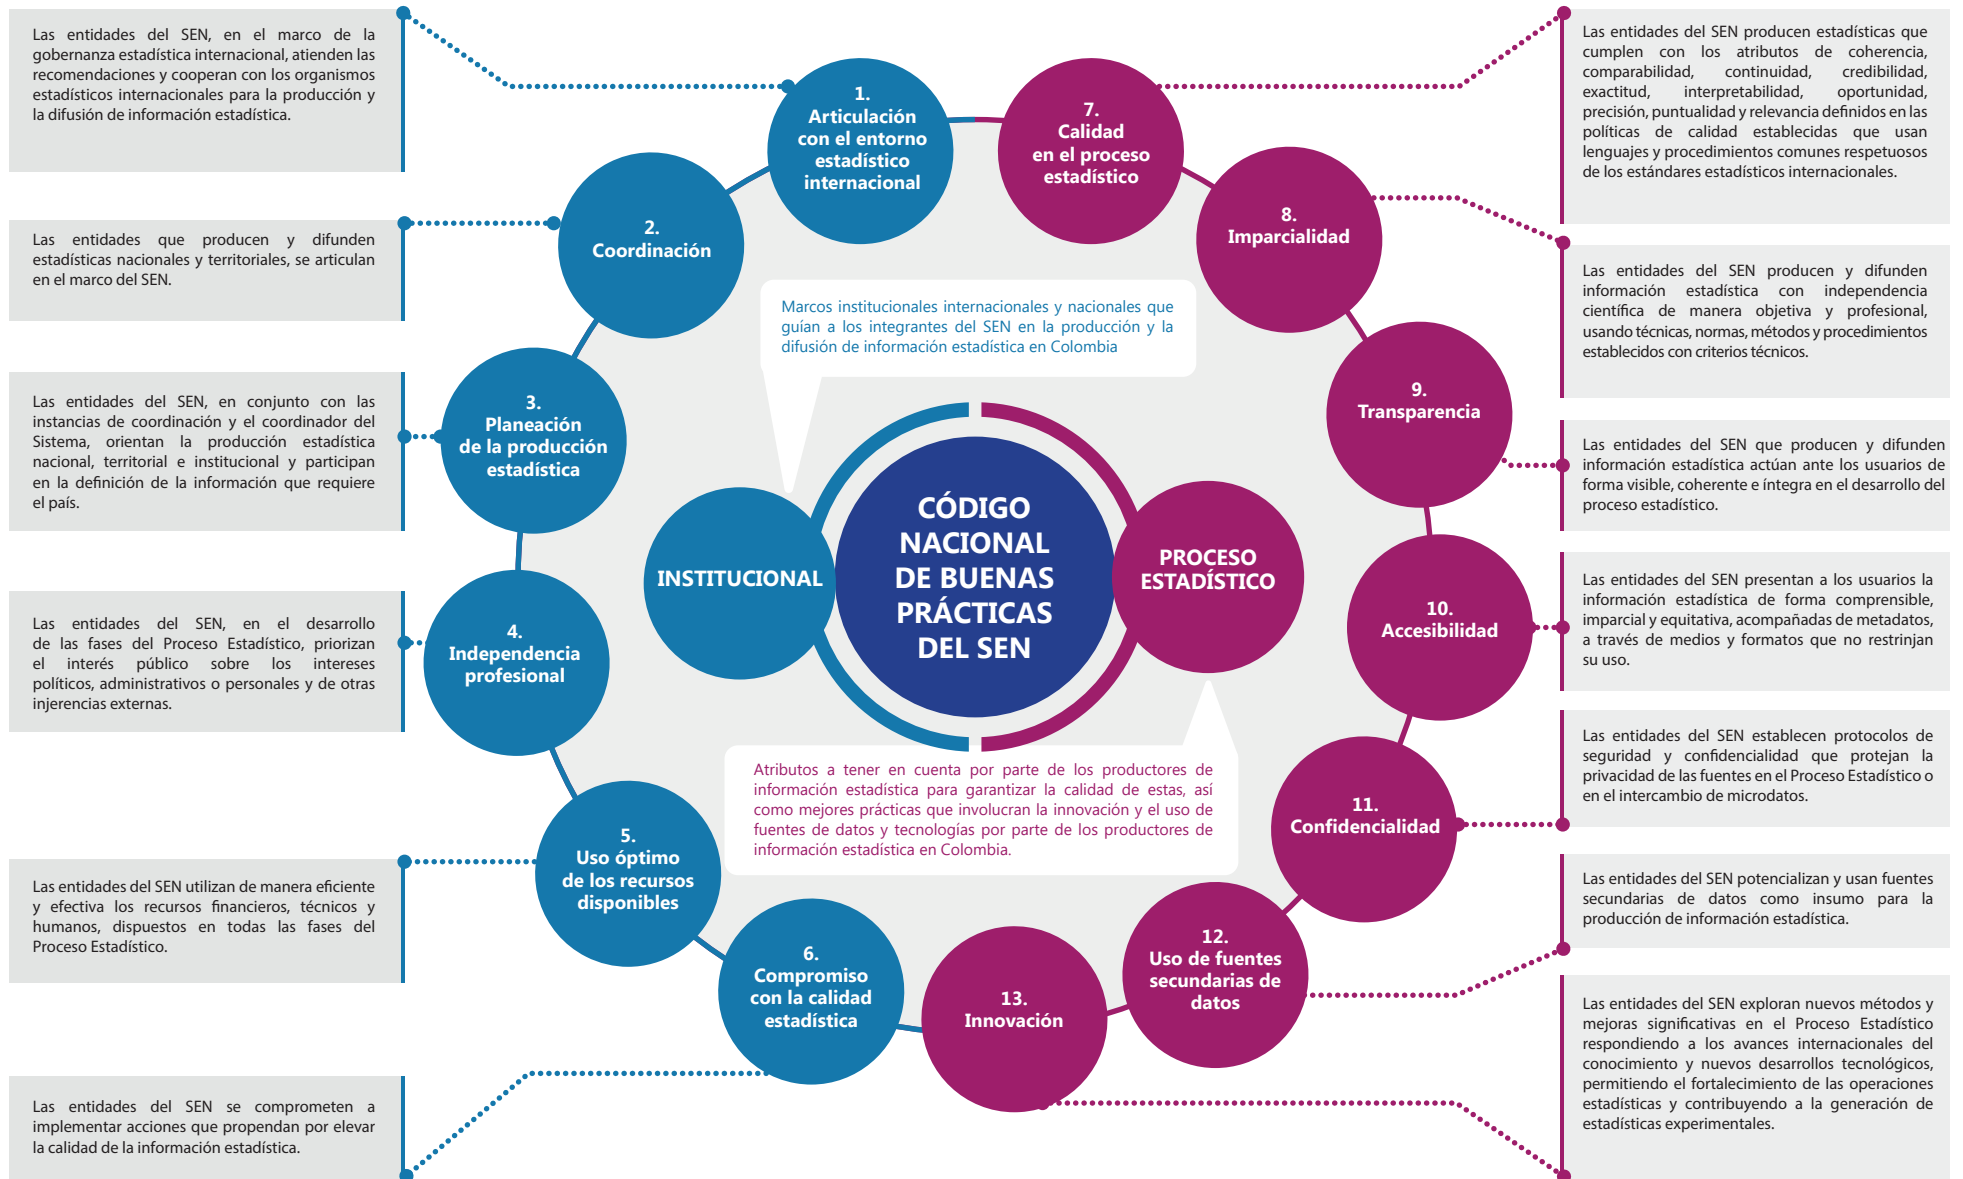 Las entidades del SEN, en el marco de la
gobernanza estadística internacional, atienden las
recomendaciones y cooperan con los organismos
estadísticos internacionales para la producción y
la difusión de información estadística.
Las entidades que producen y difunden
estadísticas nacionales y territoriales, se articulan
en el marco del SEN.
Las entidades del SEN, en conjunto con las
instancias de coordinación y el coordinador del
Sistema, orientan la producción estadística
nacional, territorial e institucional y participan
en la definición de la información que requiere
el país.
Las entidades del SEN, en el desarrollo
de las fases del Proceso Estadístico, priorizan
el interés público sobre los intereses
políticos, administrativos o personales y de otras
injerencias externas.
Las entidades del SEN utilizan de manera eficiente
y efectiva los recursos financieros, técnicos y
humanos, dispuestos en todas las fases del
Proceso Estadístico.
Las entidades del SEN se comprometen a
implementar acciones que propendan por elevar
la calidad de la información estadística.
1.
Articulación
con el entorno
estadístico
internacional
2.
Coordinación
3.
Planeación
de la producción
estadística
4.
Independencia
profesional
5.
Uso óptimo
de los recursos
disponibles
6.
Compromiso
con la calidad
estadística
Marcos institucionales internacionales y nacionales que
guían a los integrantes del SEN en la producción y la
difusión de información estadística en Colombia
INSTITUCIONAL
CÓDIGO
NACIONAL
DE BUENAS
PRÁCTICAS
DEL SEN
PROCESO
ESTADÍSTICO
Atributos a tener en cuenta por parte de los productores de
información estadística para garantizar la calidad de estas, así
como mejores prácticas que involucran la innovación y el uso de
fuentes de datos y tecnologías por parte de los productores de
información estadística en Colombia.
7.
Calidad
en el proceso
estadístico
8.
Imparcialidad
9.
Transparencia
10.
Accesibilidad
11.
Confidencialidad
12.
Uso de fuentes
secundarias de
datos
13.
Innovación
Las entidades del SEN producen estadísticas que
cumplen con los atributos de coherencia,
comparabilidad, continuidad, credibilidad,
exactitud, interpretabilidad, oportunidad,
precisión, puntualidad y relevancia definidos en las
políticas de calidad establecidas que usan
lenguajes y procedimientos comunes respetuosos
de los estándares estadísticos internacionales.
Las entidades del SEN producen y difunden
información estadística con independencia
científica de manera objetiva y profesional,
usando técnicas, normas, métodos y procedimientos
establecidos con criterios técnicos.
Las entidades del SEN que producen y difunden
información estadística actúan ante los usuarios de
forma visible, coherente e íntegra en el desarrollo del
proceso estadístico.
Las entidades del SEN presentan a los usuarios la
información estadística de forma comprensible,
imparcial y equitativa, acompañadas de metadatos,
a través de medios y formatos que no restrinjan
su uso.
Las entidades del SEN establecen protocolos de
seguridad y confidencialidad que protejan la
privacidad de las fuentes en el Proceso Estadístico o
en el intercambio de microdatos.
Las entidades del SEN potencializan y usan fuentes
secundarias de datos como insumo para la
producción de información estadística.
Las entidades del SEN exploran nuevos métodos y
mejoras significativas en el Proceso Estadístico
respondiendo a los avances internacionales del
conocimiento y nuevos desarrollos tecnológicos,
permitiendo el fortalecimiento de las operaciones
estadísticas y contribuyendo a la generación de
estadísticas experimentales.